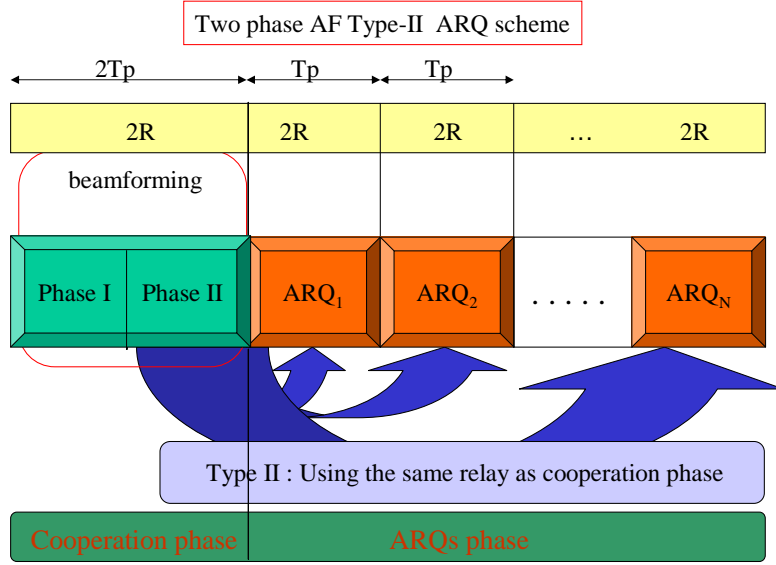 Two phase AF Type-II ARQ scheme
2Tp Tp Tp
2R 2R 2R … 2R
beamforming
Phase I Phase II ARQ1 ARQ2 . . . . . ARQN
Type II : Using the same relay as cooperation phase
Cooperation phase ARQs phase